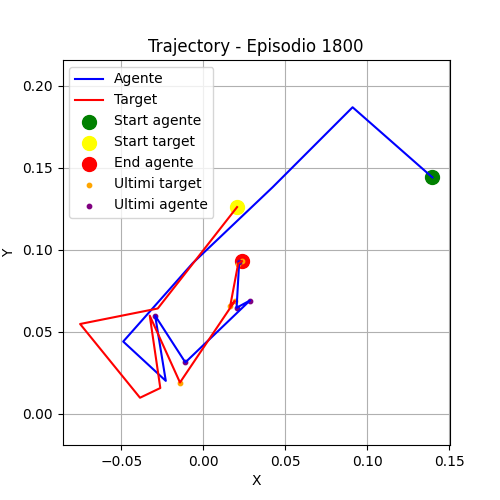 Trajectory - Episodio 1800
Agente
Target
Start agente
Start target
End agente
Ultimi target
Ultimi agente
Y
0.20
0.15
0.10
0.05
0.00
−0.05
0.00
0.05
0.10
0.15
X